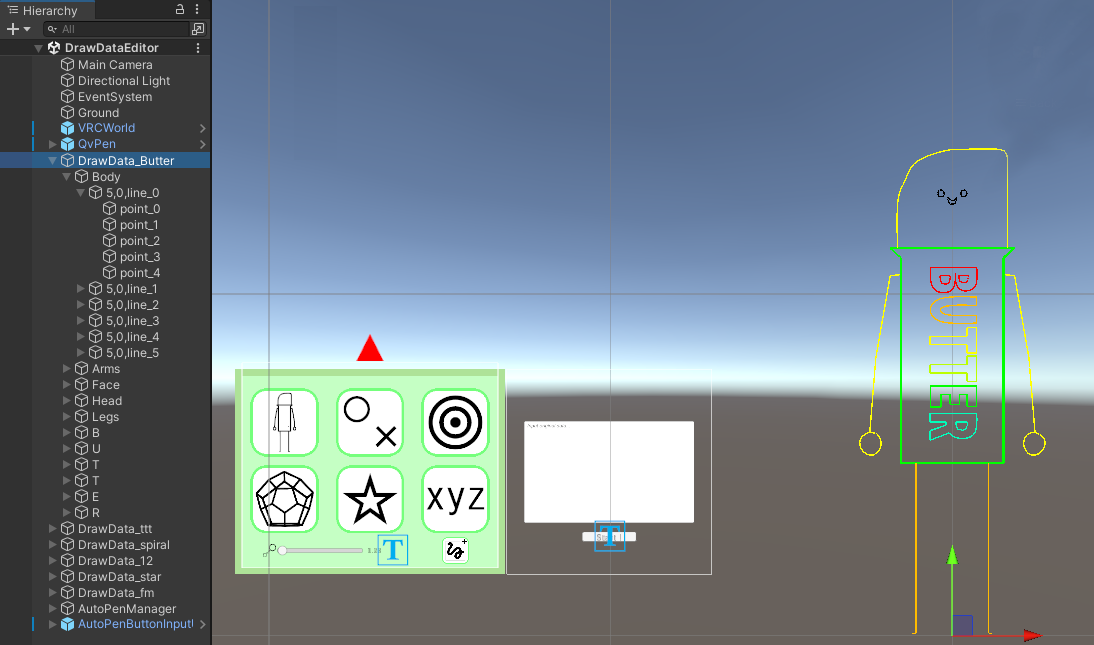 Hierarchy
All
DrawDataEditor
Main Camera
Directional Light
EventSystem
Ground
VRCWorld
QvPen
DrawData_Butter
Body
5,0,line_0
point_0
point_1
point_2
point_3
point_4
5,0,line_1
5,0,line_2
5,0,line_3
5,0,line_4
5,0,line_5
Arms
Face
Head
Legs
B
U
T
T
E
R
DrawData_ttt
DrawData_spiral
DrawData_12
DrawData_star
DrawData_fm
AutoPenManager
AutoPenButtonInput
xyz
T
T
BUTTER